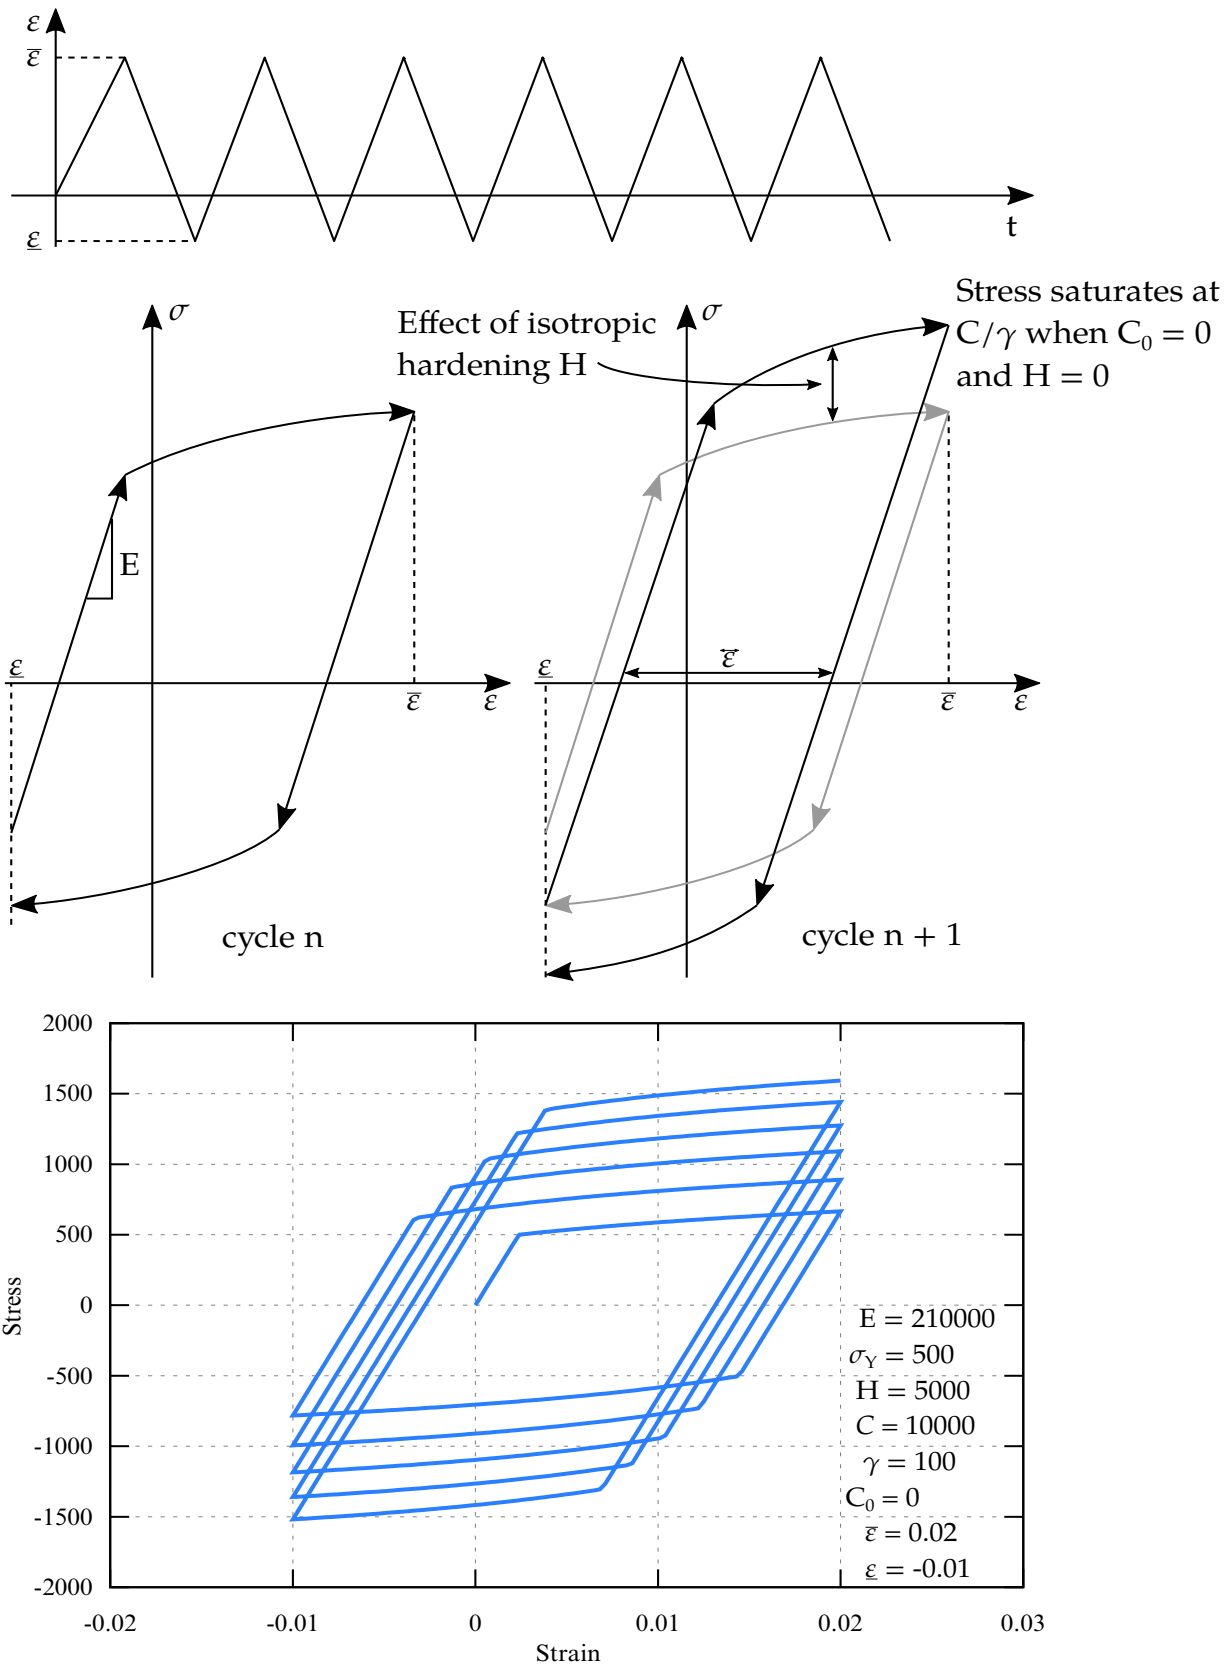 ε
ε̅
ε̲
t
σ
Effect of isotropic
hardening H
σ
Stress saturates at
C/γ when C₀ = 0
and H = 0
E
ε̲
ε̅
ε
ε̲
ε⃡
ε̅
ε
cycle n
cycle n + 1
2000
1500
1000
500
0
-500
-1000
-1500
-2000
Stress
E = 210000
σ_Y = 500
H = 5000
C = 10000
γ = 100
C₀ = 0
ε̅ = 0.02
ε̲ = -0.01
-0.02
-0.01
0
0.01
0.02
0.03
Strain